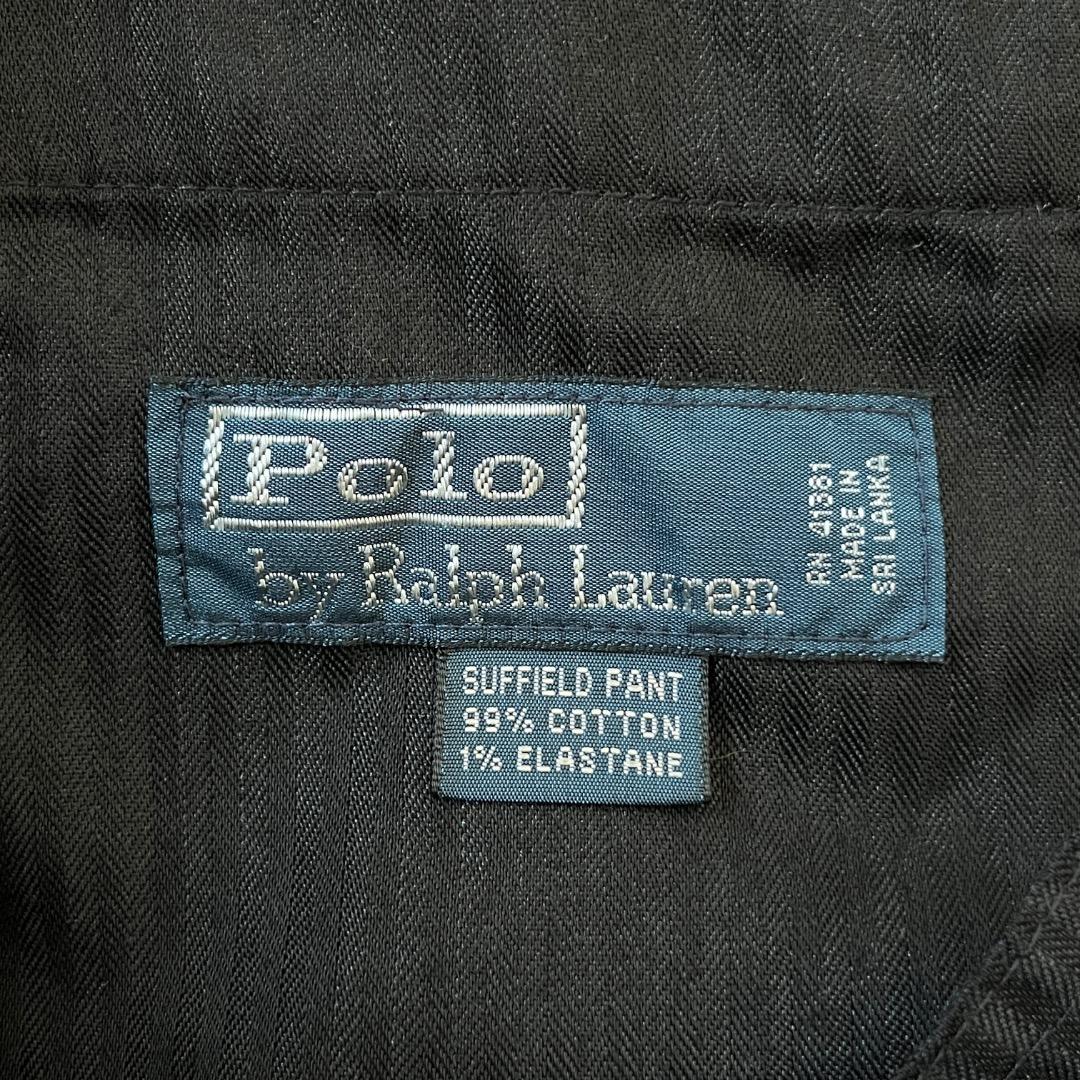 Polo
by Ralph Lauren
RN 41381
MADE IN
SRI LANKA
SUFFIELD PANT
99% COTTON
1% ELASTANE